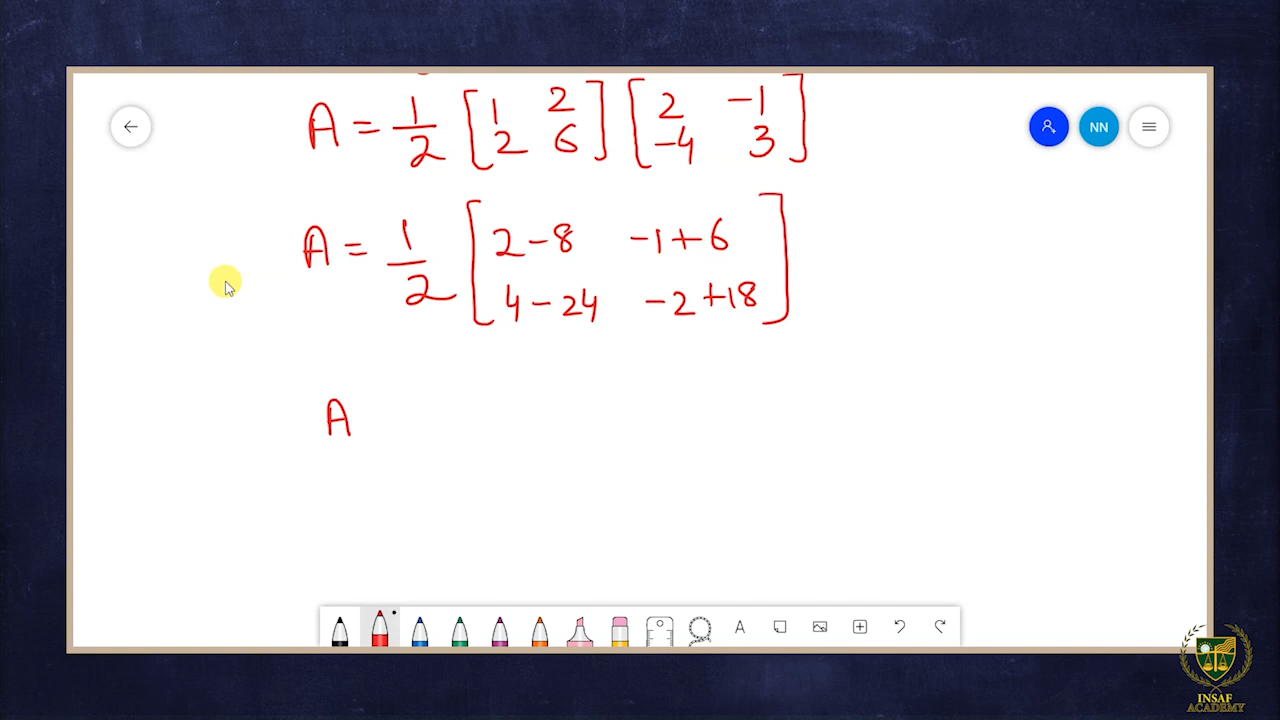 A = 1/2 [1 2] [2 -1]
[2 6] [-4 3]
NN
A = 1/2 [2-8 -1+6]
[4-24 -2+18]
A
A
INSAF
ACADEMY